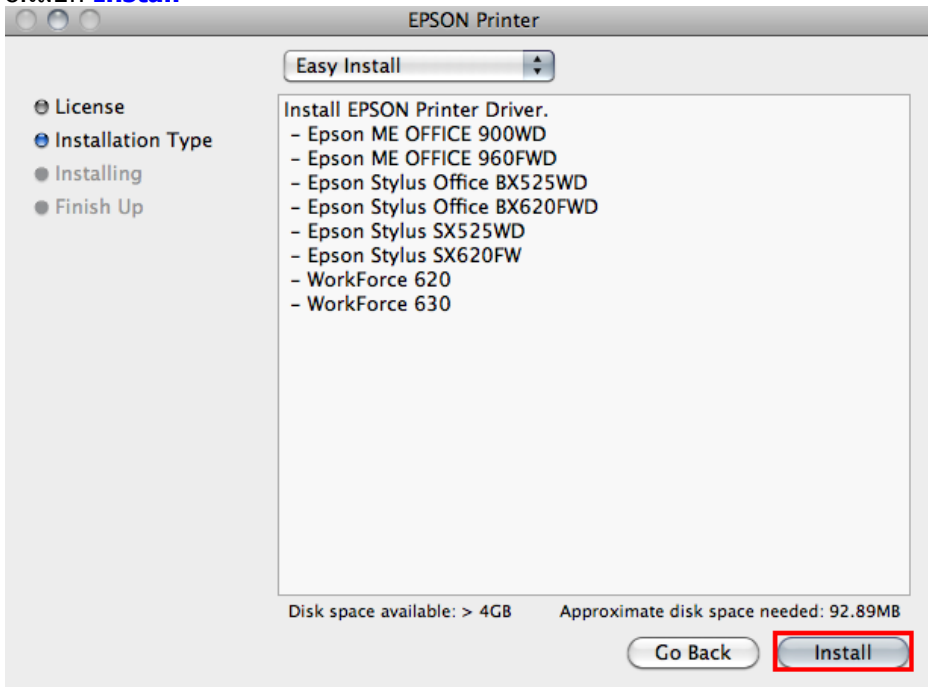 Install
EPSON Printer
Easy Install
License
Installation Type
Installing
Finish Up
Install EPSON Printer Driver.
– Epson ME OFFICE 900WD
– Epson ME OFFICE 960FWD
– Epson Stylus Office BX525WD
– Epson Stylus Office BX620FWD
– Epson Stylus SX525WD
– Epson Stylus SX620FW
– WorkForce 620
– WorkForce 630
Disk space available: > 4GB Approximate disk space needed: 92.89MB
Go Back Install